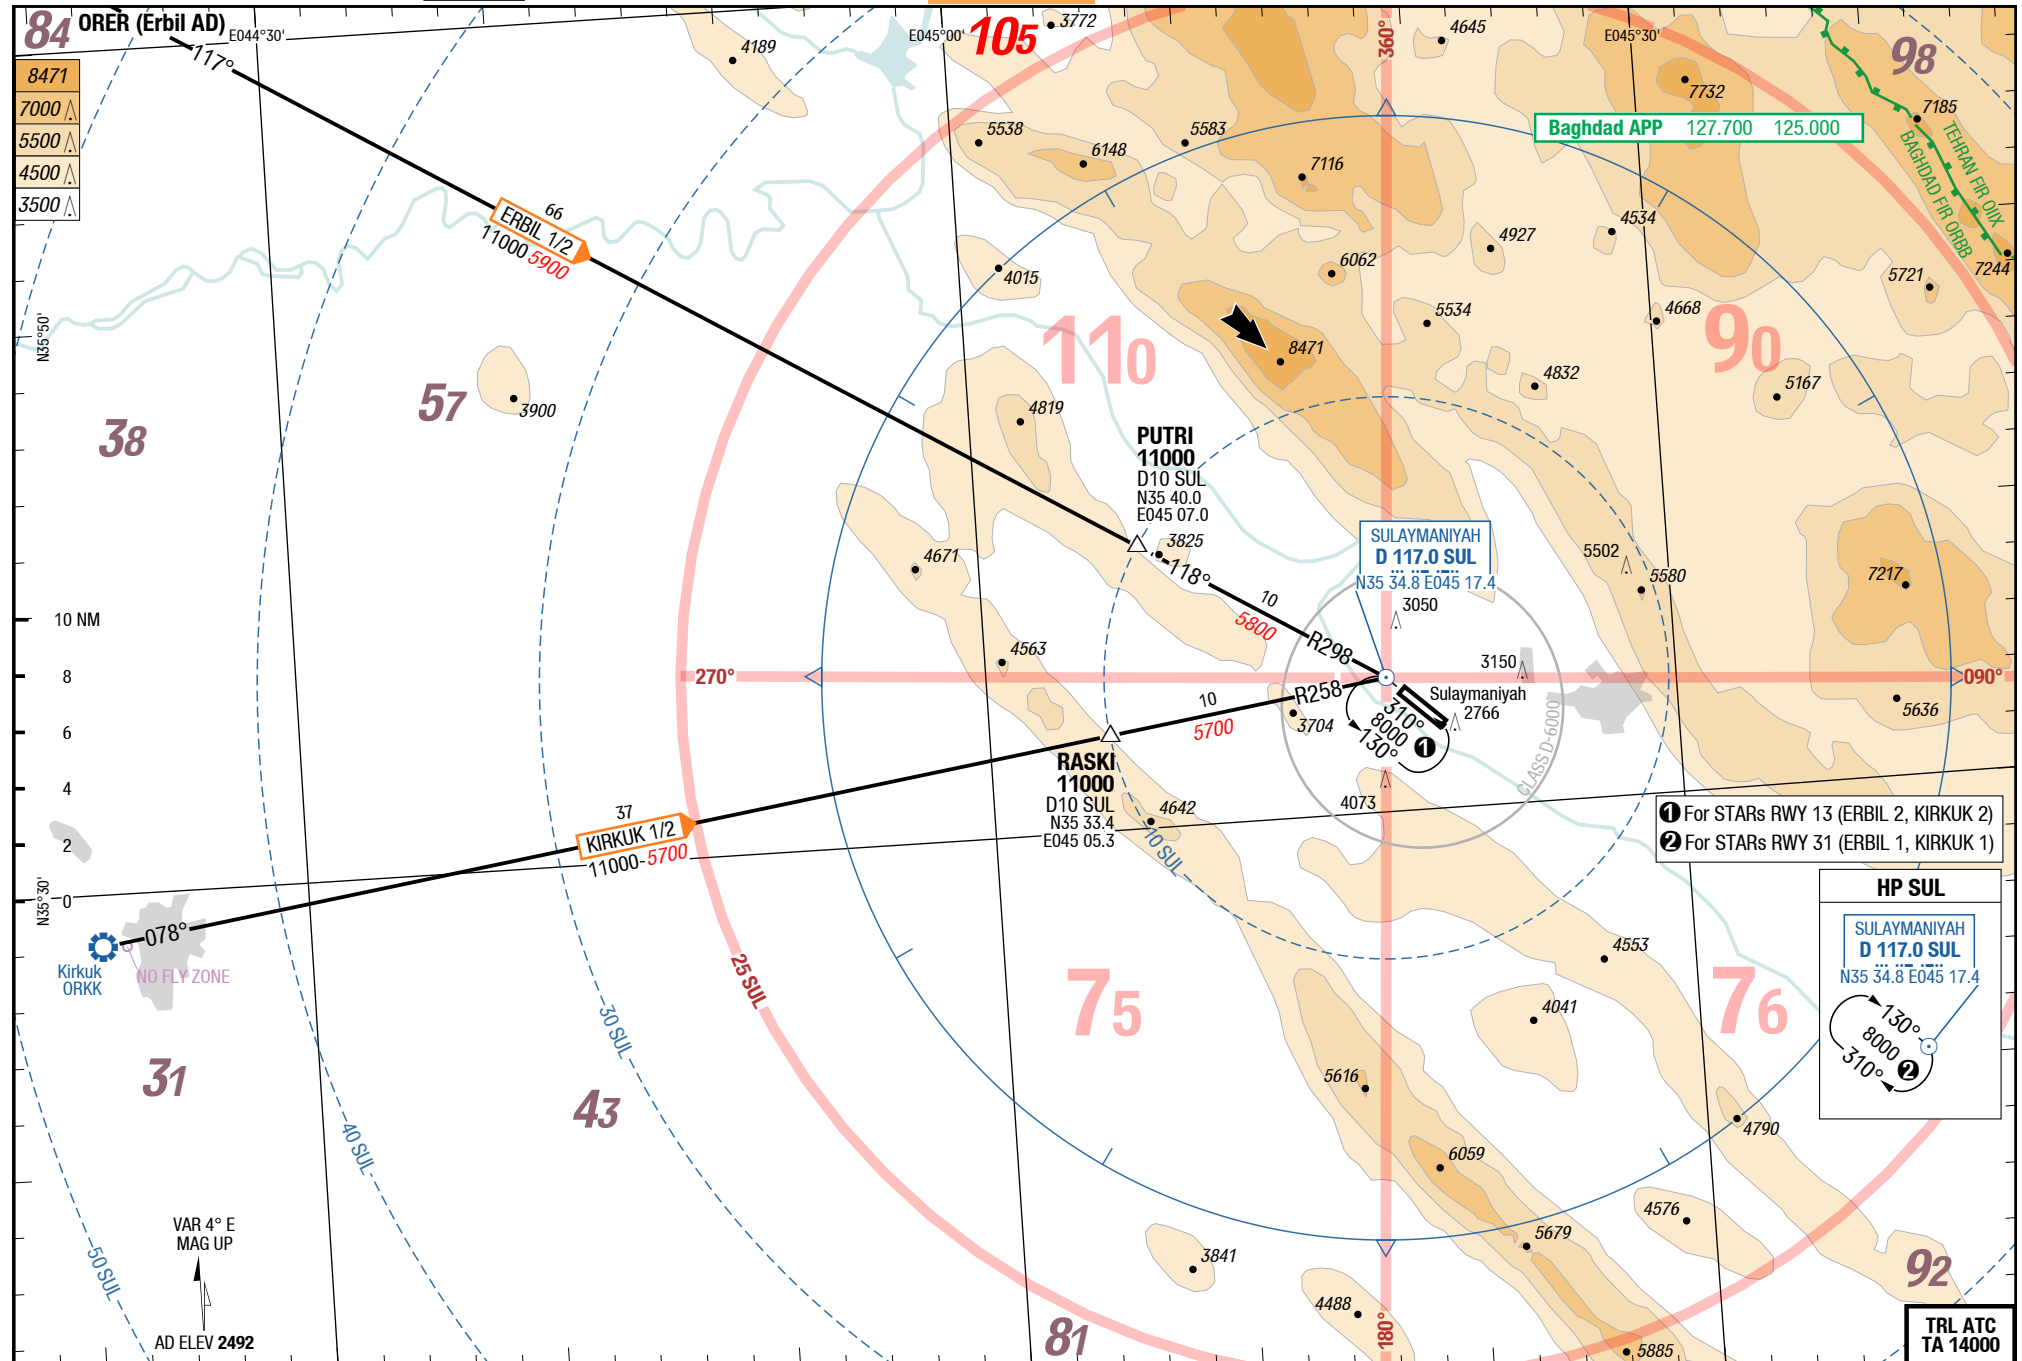 84
ORER (Erbil AD)
E044°30'
E045°00'
105
3772
360°
4645
E045°30'
98
117°
4189
8471
7000
5500
4500
3500
7732
7185
Baghdad APP 127.700 125.000
TEHRAN FIR OIIX
BAGHDAD FIR ORBB
5538
6148
5583
7116
66
ERBIL 1/2
11000 5900
4534
4927
6062
7244
5721
4015
N35°50'
110
5534
4668
90
8471
4832
5167
57
3900
38
4819
PUTRI
11000
D10 SUL
N35 40.0
E045 07.0
3825
4671
118°
SULAYMANIYAH
D 117.0 SUL
N35 34.8 E045 17.4
5502
5580
7217
10
5800
3050
R298
10 NM
8
6
4
2
0
4563
270°
3150
090°
Sulaymaniyah
2766
10
R258
5700
3704
310°
8000
130°
1
5636
CLASS D-6000'
RASKI
11000
D10 SUL
N35 33.4
E045 05.3
4642
4073
10 SUL
37
KIRKUK 1/2
11000-5700
1 For STARs RWY 13 (ERBIL 2, KIRKUK 2)
2 For STARs RWY 31 (ERBIL 1, KIRKUK 1)
N35°30'
078°
Kirkuk
ORKK
NO FLY ZONE
HP SUL
SULAYMANIYAH
D 117.0 SUL
N35 34.8 E045 17.4
130°
8000
310°
2
25 SUL
30 SUL
40 SUL
50 SUL
4553
75
76
4041
31
43
5616
4790
6059
4576
5679
3841
4488
92
81
180°
5885
VAR 4° E
MAG UP
AD ELEV 2492
TRL ATC
TA 14000